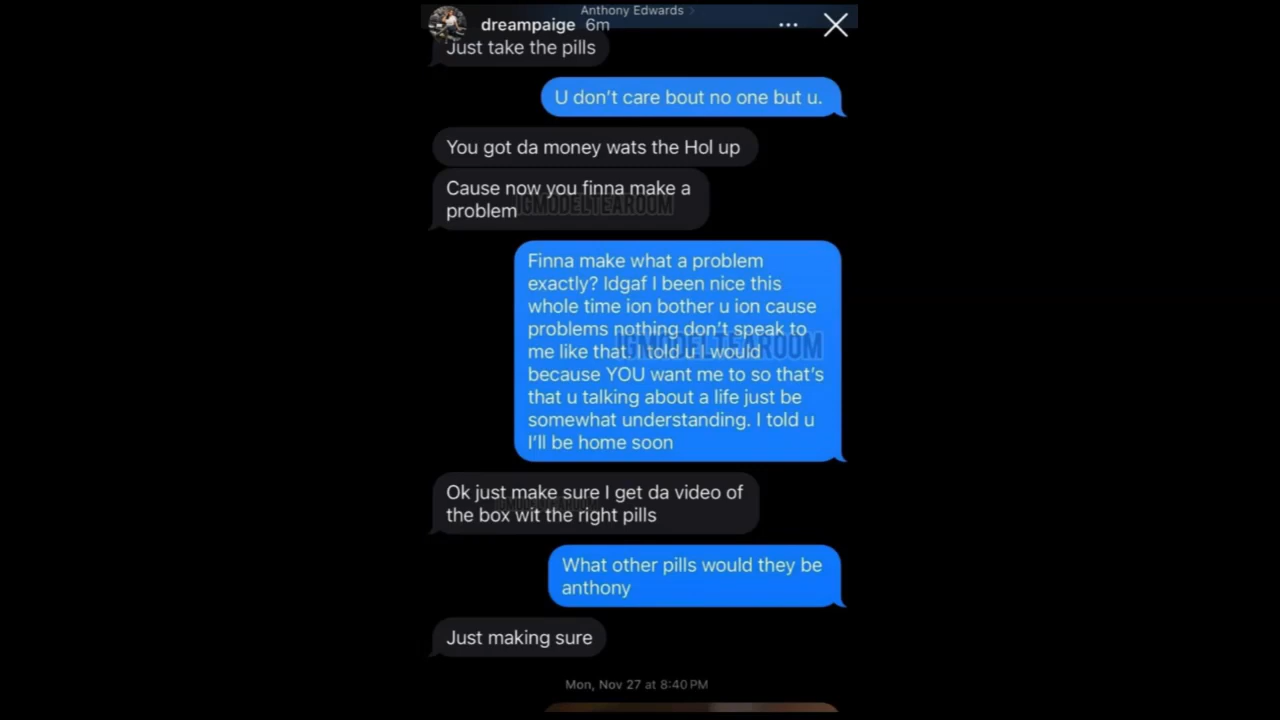 Anthony Edwards >
dreampaige 6m
Just take the pills
U don't care bout no one but u.
You got da money wats the Hol up
Cause now you finna make a
problem
IGMODELTEAROOM
Finna make what a problem
exactly? Idgaf I been nice this
whole time ion bother u ion cause
problems nothing don't speak to
me like that. I told u I would
IGMODELTEAROOM
because YOU want me to so that's
that u talking about a life just be
somewhat understanding. I told u
I'll be home soon
Ok just make sure I get da video of
the box wit the right pills
What other pills would they be
anthony
Just making sure
Mon, Nov 27 at 8:40 PM